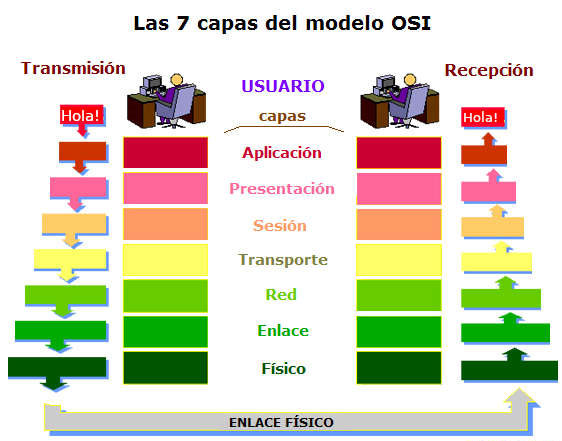 Las 7 capas del modelo OSI
Transmisión
Recepción
USUARIO
capas
Hola!
Hola!
Aplicación
Presentación
Sesión
Transporte
Red
Enlace
Físico
ENLACE FÍSICO